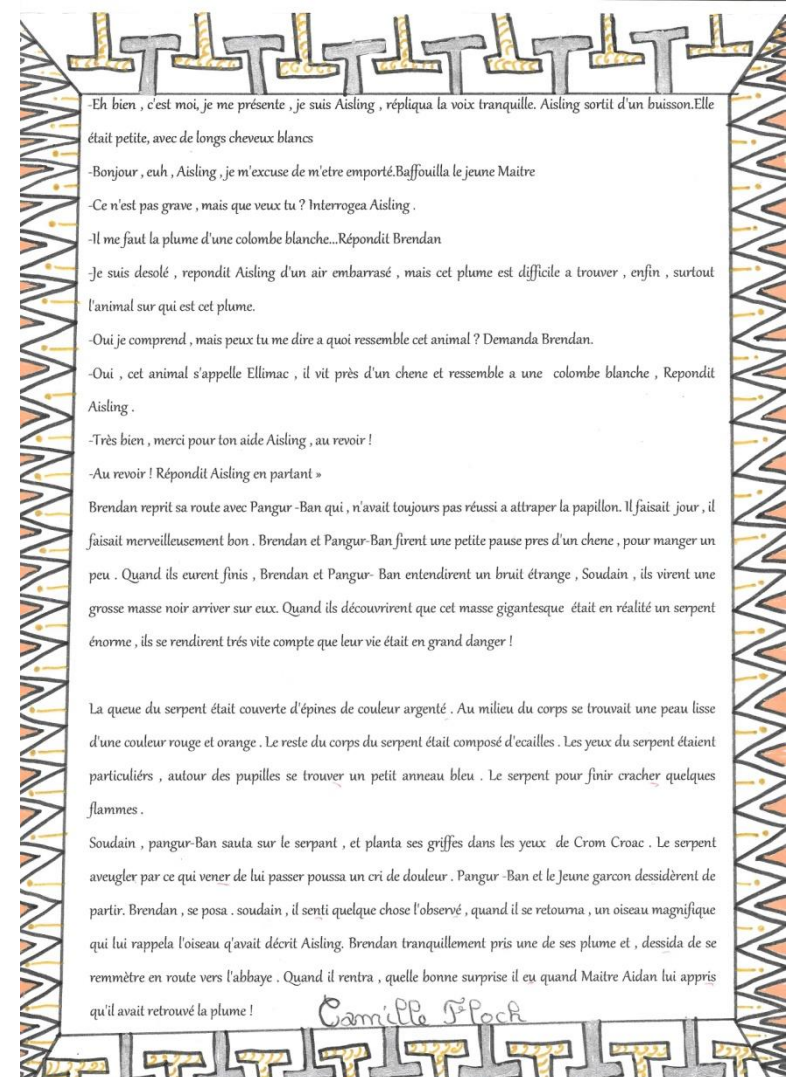 -Eh bien , c'est moi, je me présente , je suis Aisling , répliqua la voix tranquille. Aisling sortit d'un buisson.Elle
était petite, avec de longs cheveux blancs
-Bonjour , euh , Aisling , je m'excuse de m'etre emporté.Baffouilla le jeune Maitre
-Ce n'est pas grave , mais que veux tu ? Interrogea Aisling .
-Il me faut la plume d'une colombe blanche...Répondit Brendan
-Je suis desolé , repondit Aisling d'un air embarrasé , mais cet plume est difficile a trouver , enfin , surtout
l'animal sur qui est cet plume.
-Oui je comprend , mais peux tu me dire a quoi ressemble cet animal ? Demanda Brendan.
-Oui , cet animal s'appelle Ellimac , il vit près d'un chene et ressemble a une colombe blanche , Repondit
Aisling .
-Très bien , merci pour ton aide Aisling , au revoir !
-Au revoir ! Répondit Aisling en partant »
Brendan reprit sa route avec Pangur -Ban qui , n'avait toujours pas réussi a attraper la papillon. Il faisait jour , il
faisait merveilleusement bon . Brendan et Pangur-Ban firent une petite pause pres d'un chene , pour manger un
peu . Quand ils eurent finis , Brendan et Pangur- Ban entendirent un bruit étrange , Soudain , ils virent une
grosse masse noir arriver sur eux. Quand ils découvrirent que cet masse gigantesque était en réalité un serpent
énorme , ils se rendirent trés vite compte que leur vie était en grand danger !
La queue du serpent était couverte d'épines de couleur argenté . Au milieu du corps se trouvait une peau lisse
d'une couleur rouge et orange . Le reste du corps du serpent était composé d'ecailles . Les yeux du serpent étaient
particuliérs , autour des pupilles se trouver un petit anneau bleu . Le serpent pour finir cracher quelques
flammes .
Soudain , pangur-Ban sauta sur le serpant , et planta ses griffes dans les yeux de Crom Croac . Le serpent
aveugler par ce qui vener de lui passer poussa un cri de douleur . Pangur -Ban et le Jeune garcon dessidèrent de
partir. Brendan , se posa . soudain , il senti quelque chose l'observé , quand il se retourna , un oiseau magnifique
qui lui rappela l'oiseau q'avait décrit Aisling. Brendan tranquillement pris une de ses plume et , dessida de se
remmètre en route vers l'abbaye . Quand il rentra , quelle bonne surprise il eu quand Maitre Aidan lui appris
qu'il avait retrouvé la plume !
Camille Floch